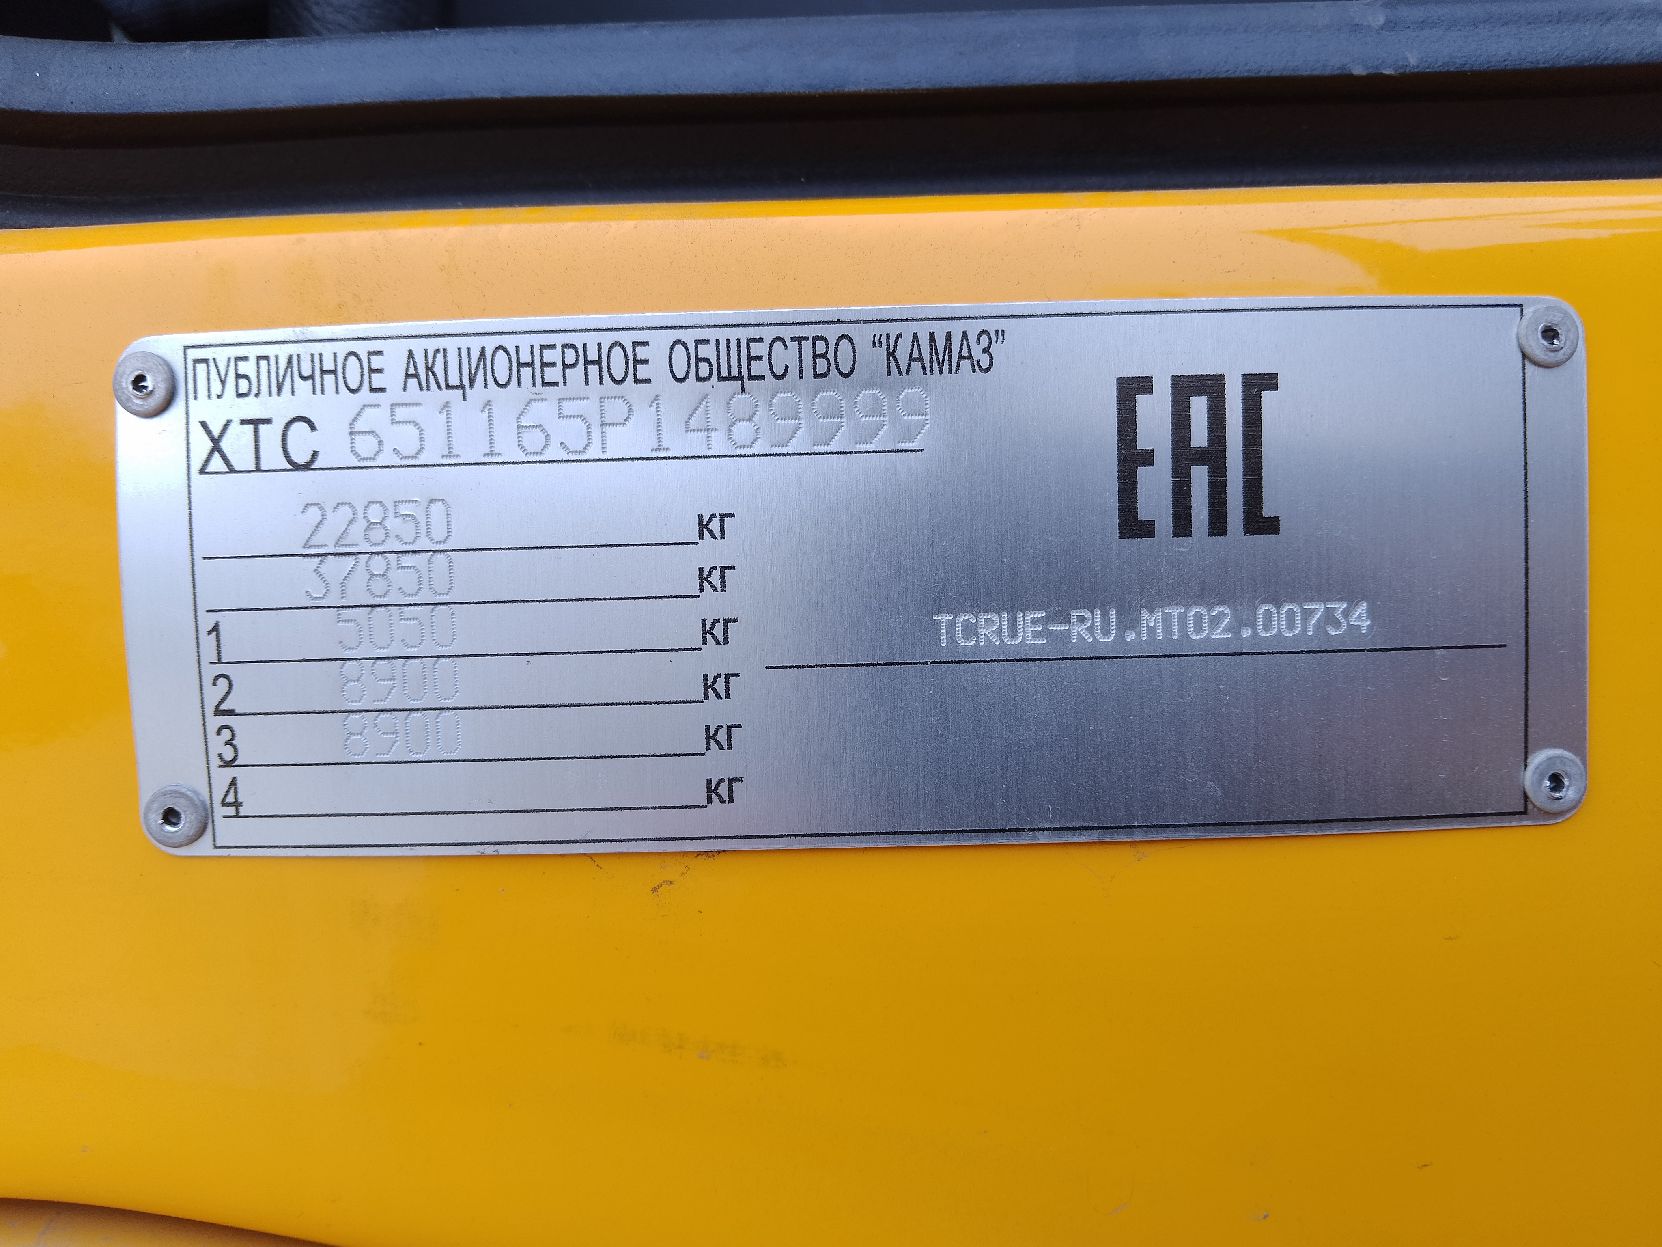 ПУБЛИЧНОЕ АКЦИОНЕРНОЕ ОБЩЕСТВО “КАМАЗ”
XTC 651165P1489999
EAC
22850 КГ
37850 КГ
1 5050 КГ
TCRUE-RU.MT02.00734
2 8900 КГ
3 8900 КГ
4 КГ